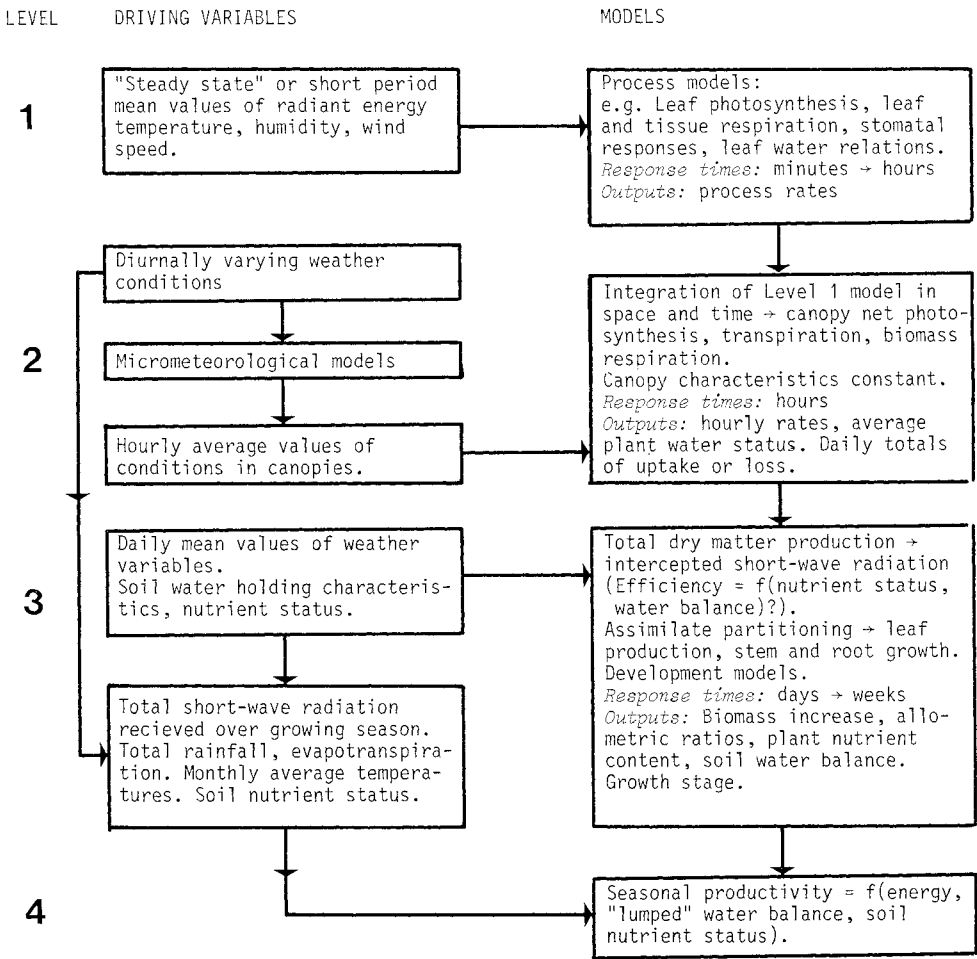 LEVEL DRIVING VARIABLES MODELS
1
"Steady state" or short period
mean values of radiant energy
temperature, humidity, wind
speed.
Process models:
e.g. Leaf photosynthesis, leaf
and tissue respiration, stomatal
responses, leaf water relations.
Response times: minutes → hours
Outputs: process rates
2
Diurnally varying weather
conditions
Micrometeorological models
Hourly average values of
conditions in canopies.
Integration of Level 1 model in
space and time → canopy net photo-
synthesis, transpiration, biomass
respiration.
Canopy characteristics constant.
Response times: hours
Outputs: hourly rates, average
plant water status. Daily totals
of uptake or loss.
3
Daily mean values of weather
variables.
Soil water holding characteris-
tics, nutrient status.
Total short-wave radiation
recieved over growing season.
Total rainfall, evapotranspira-
tion. Monthly average tempera-
tures. Soil nutrient status.
Total dry matter production →
intercepted short-wave radiation
(Efficiency = f(nutrient status,
water balance)?).
Assimilate partitioning → leaf
production, stem and root growth.
Development models.
Response times: days → weeks
Outputs: Biomass increase, allo-
metric ratios, plant nutrient
content, soil water balance.
Growth stage.
4
Seasonal productivity = f(energy,
"lumped" water balance, soil
nutrient status).